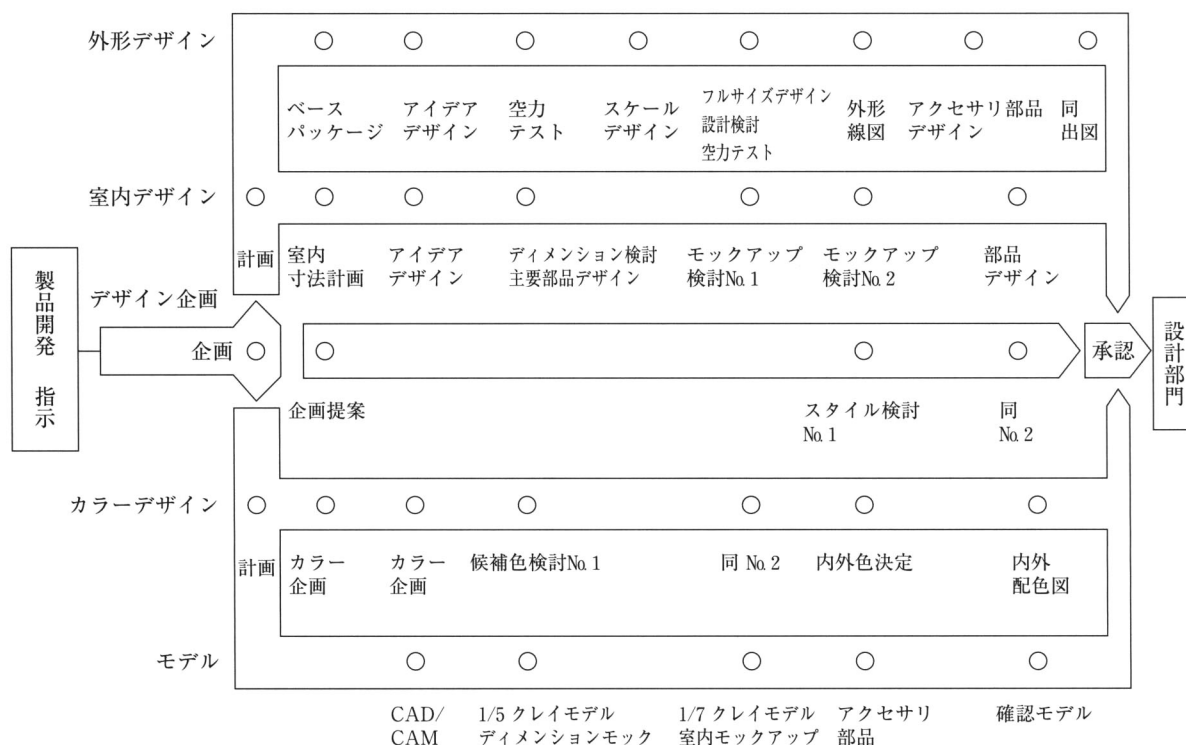 外形デザイン
ベース
パッケージ
アイデア
デザイン
空力
テスト
スケール
デザイン
フルサイズデザイン
設計検討
空力テスト
外形
線図
アクセサリ部品
デザイン
同
出図
室内デザイン
計画
室内
寸法計画
アイデア
デザイン
ディメンション検討
主要部品デザイン
モックアップ
検討No.1
モックアップ
検討No.2
部品
デザイン
製品開発 指示
デザイン企画
企画
承認
設計部門
企画提案
スタイル検討
No.1
同
No.2
カラーデザイン
計画
カラー
企画
カラー
企画
候補色検討No.1
同 No.2
内外色決定
内外
配色図
モデル
CAD/
CAM
1/5 クレイモデル
ディメンションモック
1/7 クレイモデル
室内モックアップ
アクセサリ
部品
確認モデル